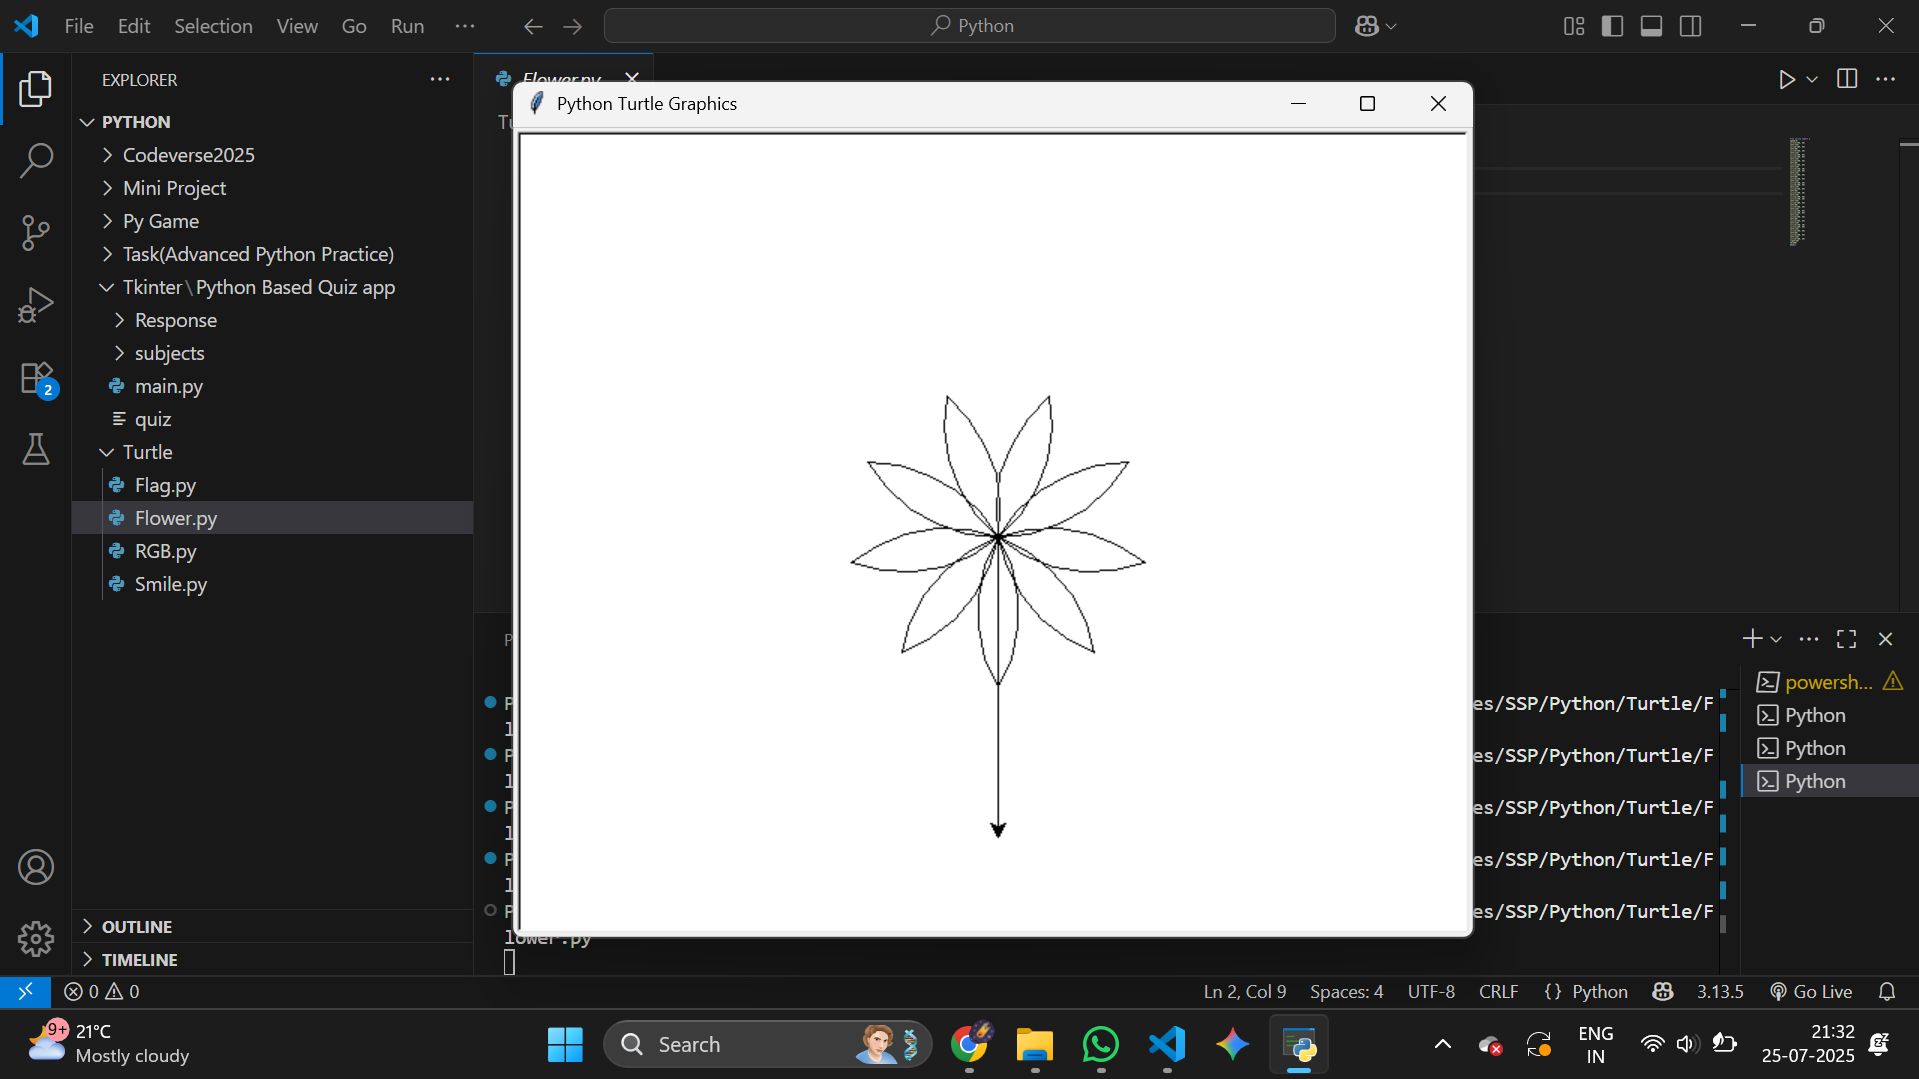 File Edit Selection View Go Run ···
Python
EXPLORER
Flower.py
PYTHON
Codeverse2025
Mini Project
Py Game
Task(Advanced Python Practice)
Tkinter\Python Based Quiz app
Response
subjects
main.py
quiz
Turtle
Flag.py
Flower.py
RGB.py
Smile.py
OUTLINE
TIMELINE
2
Python Turtle Graphics
es/SSP/Python/Turtle/F
es/SSP/Python/Turtle/F
es/SSP/Python/Turtle/F
es/SSP/Python/Turtle/F
es/SSP/Python/Turtle/F
lower.py
powersh...
Python
Python
Python
0 0
Ln 2, Col 9 Spaces: 4 UTF-8 CRLF {} Python 3.13.5 Go Live
9+
21°C
Mostly cloudy
Search
ENG
IN
21:32
25-07-2025